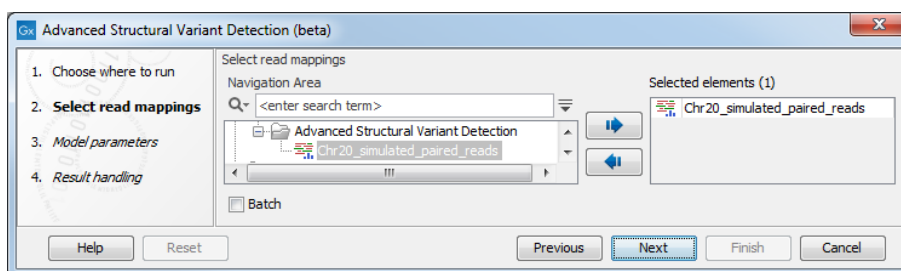 Gx Advanced Structural Variant Detection (beta)
X
1. Choose where to run
2. Select read mappings
3. Model parameters
4. Result handling
Select read mappings
Navigation Area
<enter search term>
Advanced Structural Variant Detection
Chr20_simulated_paired_reads
Batch
Selected elements (1)
Chr20_simulated_paired_reads
Help
Reset
Previous
Next
Finish
Cancel